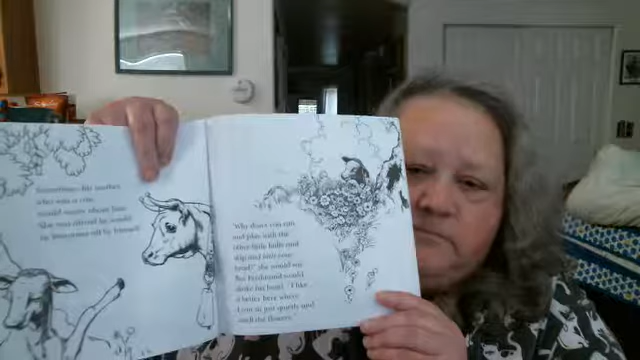 Sometimes his mother,
who was a cow,
would worry about him.
She was afraid he would
be lonesome all by himself.
"Why don't you run
and play with the
other little bulls and
skip and butt your
head?" she would say.
But Ferdinand would
shake his head. "I like
it better here where
I can sit just quietly and
smell the flowers."